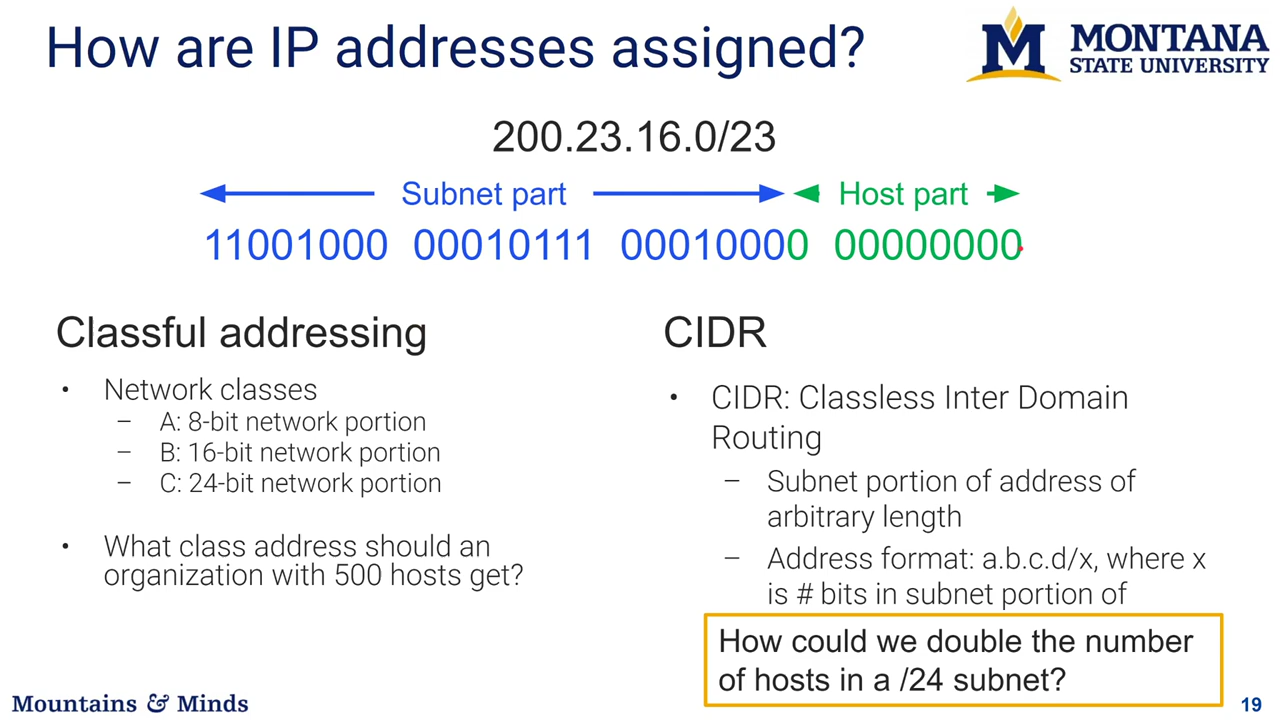 How are IP addresses assigned?
MONTANA
STATE UNIVERSITY
200.23.16.0/23
Subnet part
Host part
11001000 00010111 00010000 00000000
Classful addressing
• Network classes
– A: 8-bit network portion
– B: 16-bit network portion
– C: 24-bit network portion
• What class address should an
organization with 500 hosts get?
CIDR
• CIDR: Classless Inter Domain
Routing
– Subnet portion of address of
arbitrary length
– Address format: a.b.c.d/x, where x
is # bits in subnet portion of
How could we double the number
of hosts in a /24 subnet?
Mountains & Minds
19